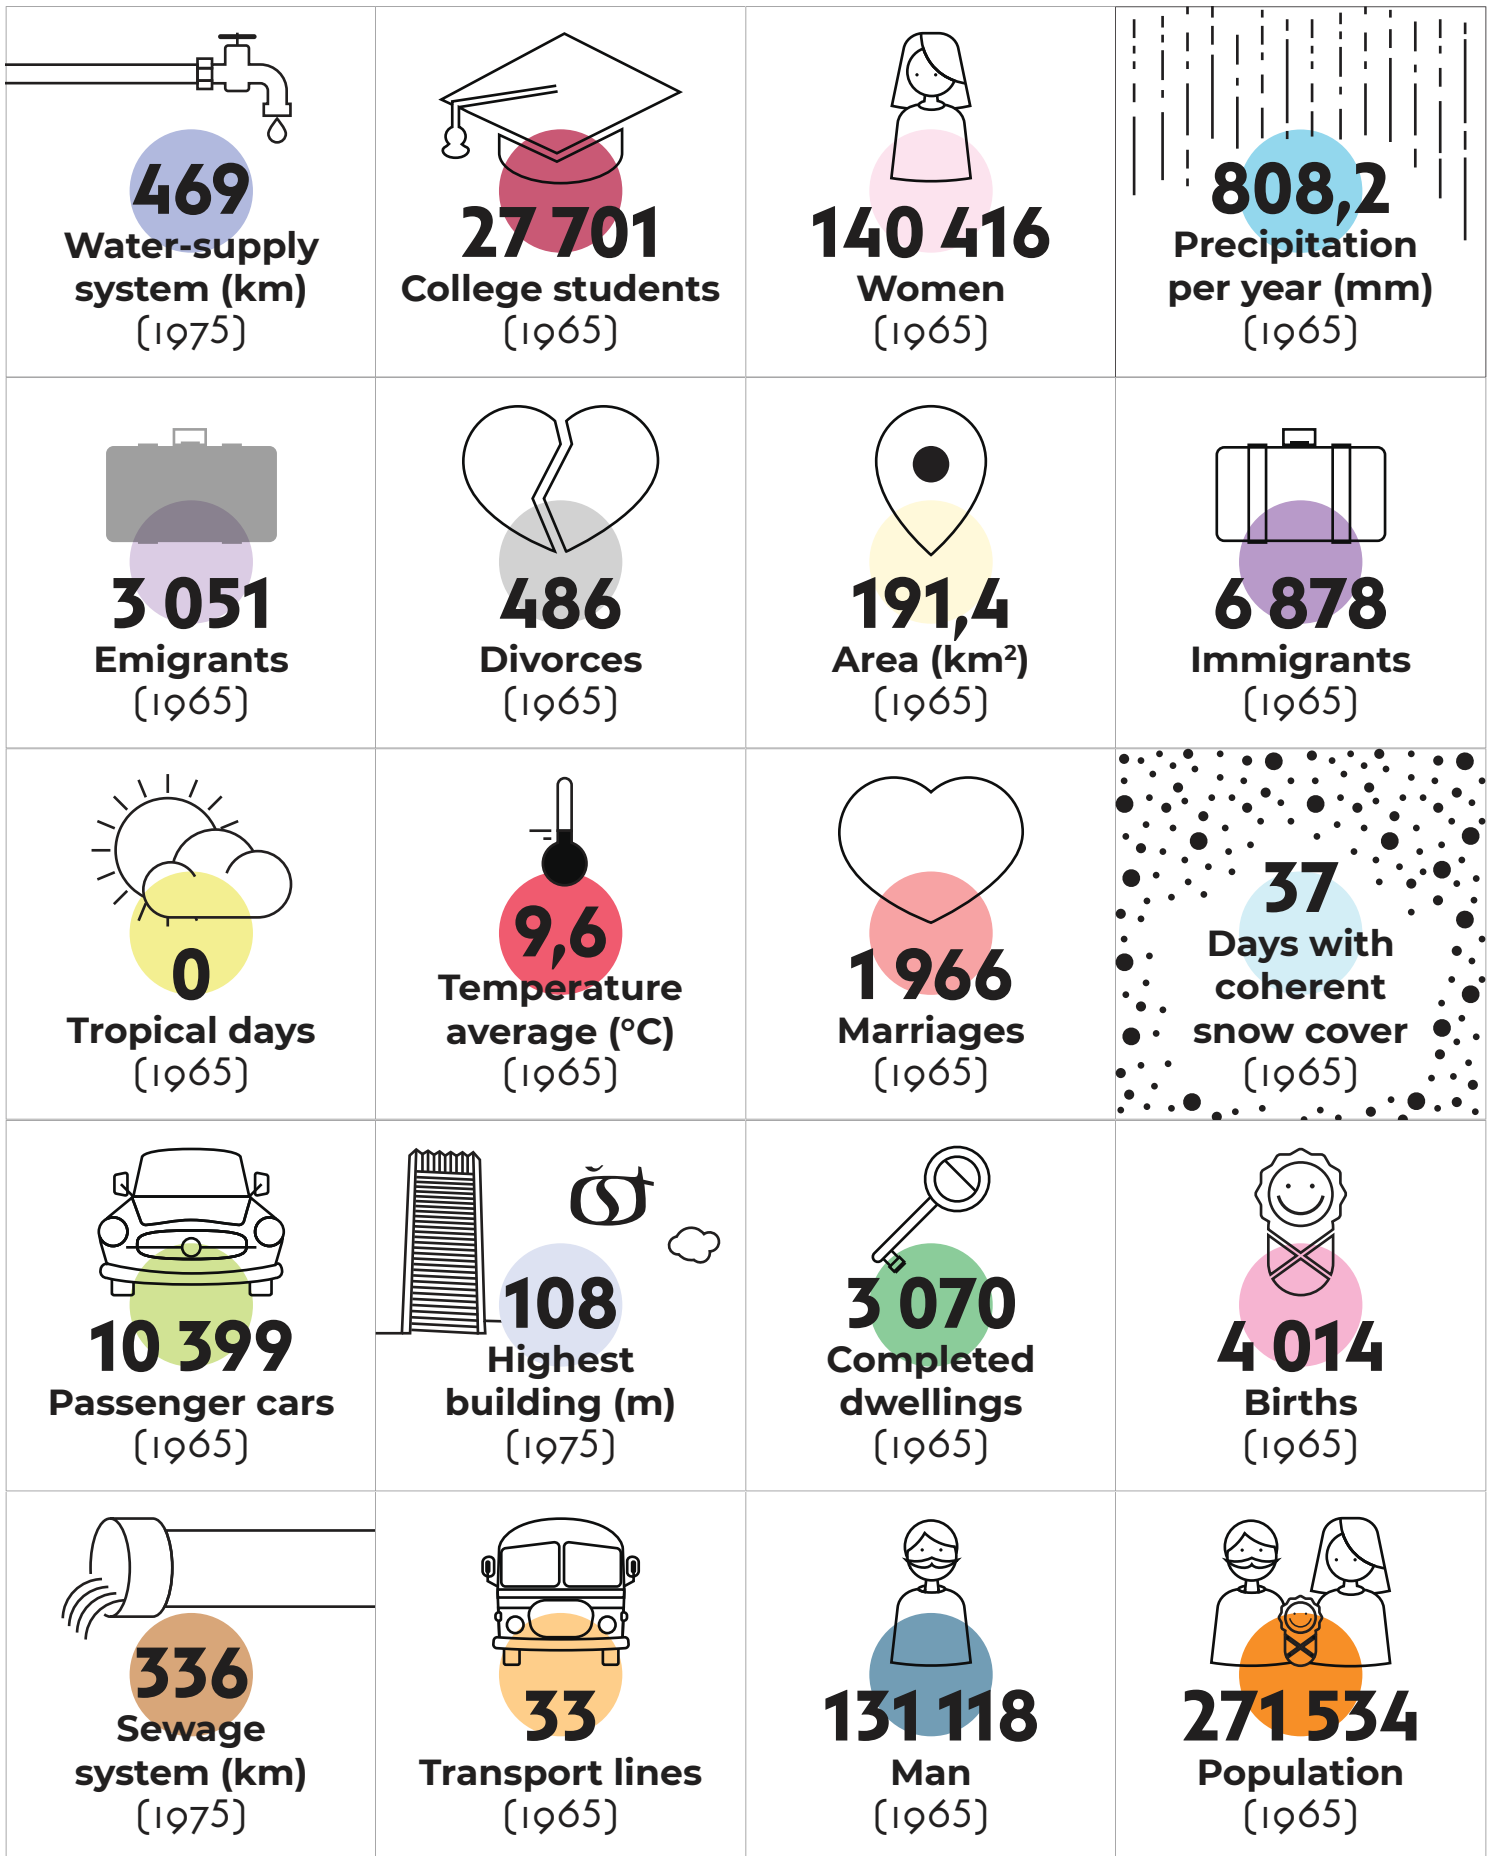 469
Water-supply
system (km)
(1975)
27 701
College students
(1965)
140 416
Women
(1965)
808,2
Precipitation
per year (mm)
(1965)
3 051
Emigrants
(1965)
486
Divorces
(1965)
191,4
Area (km²)
(1965)
6 878
Immigrants
(1965)
0
Tropical days
(1965)
9,6
Temperature
average (°C)
(1965)
1 966
Marriages
(1965)
37
Days with
coherent
snow cover
(1965)
10 399
Passenger cars
(1965)
čst
108
Highest
building (m)
(1975)
3 070
Completed
dwellings
(1965)
4 014
Births
(1965)
336
Sewage
system (km)
(1975)
33
Transport lines
(1965)
131 118
Man
(1965)
271 534
Population
(1965)